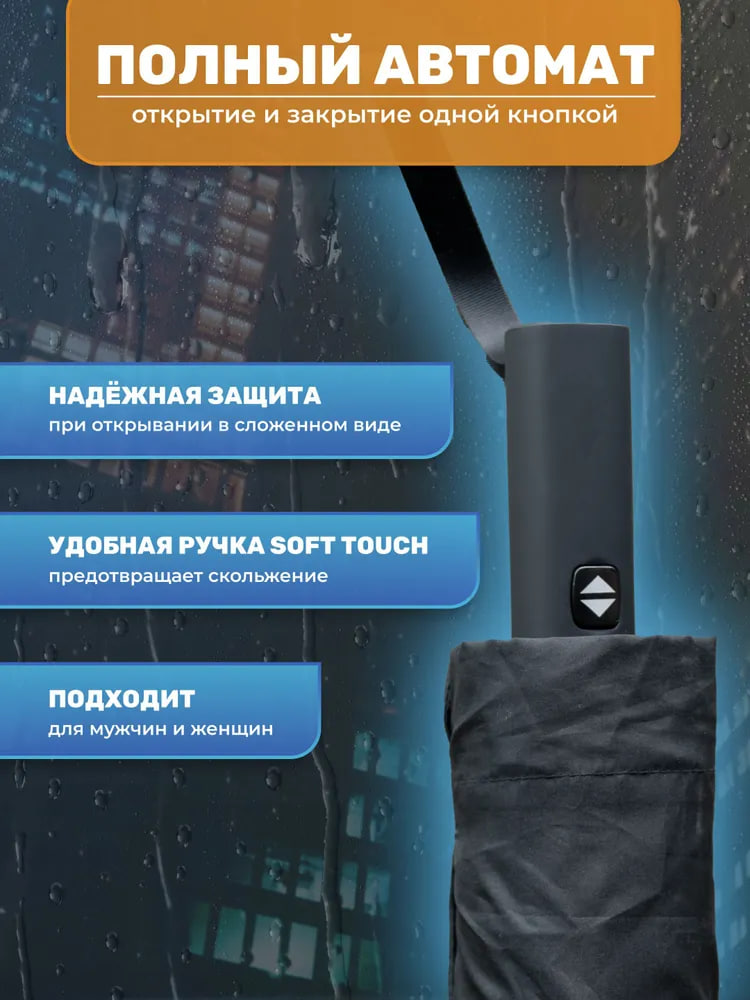 ПОЛНЫЙ АВТОМАТ
открытие и закрытие одной кнопкой
НАДЁЖНАЯ ЗАЩИТА
при открывании в сложенном виде
УДОБНАЯ РУЧКА SOFT TOUCH
предотвращает скольжение
ПОДХОДИТ
для мужчин и женщин